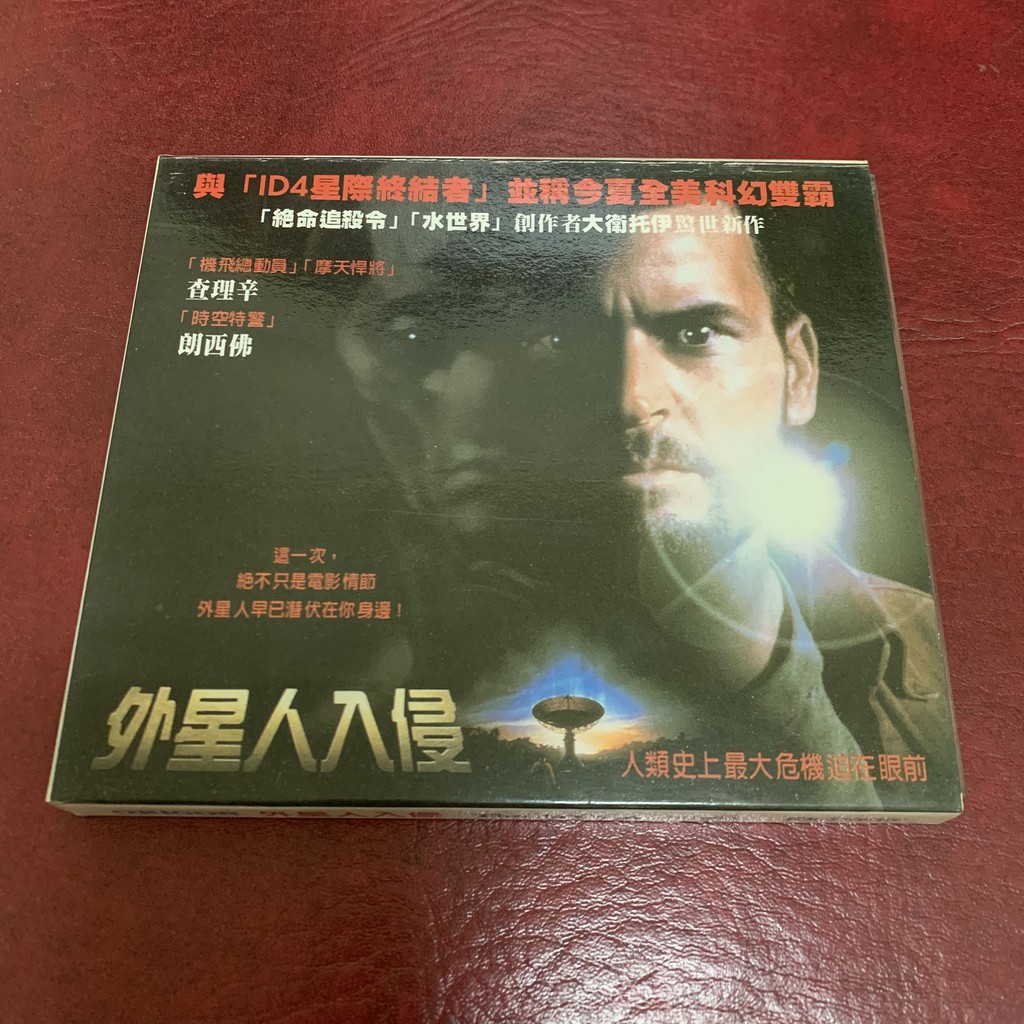 與「ID4星際終結者」並稱今夏全美科幻雙霸
「絕命追殺令」「水世界」創作者大衛托伊驚世新作
「機飛總動員」「摩天悍將」
查理辛
「時空特警」
朗西佛
這一次，
絕不只是電影情節
外星人早已潛伏在你身邊！
外星人入侵
人類史上最大危機迫在眼前
外星人入侵